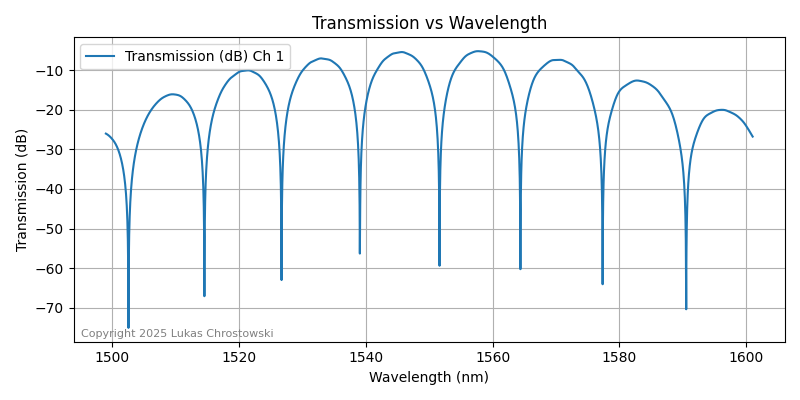 Transmission vs Wavelength
Transmission (dB) Ch 1
Transmission (dB)
−10
−20
−30
−40
−50
−60
−70
Copyright 2025 Lukas Chrostowski
1500 1520 1540 1560 1580 1600
Wavelength (nm)